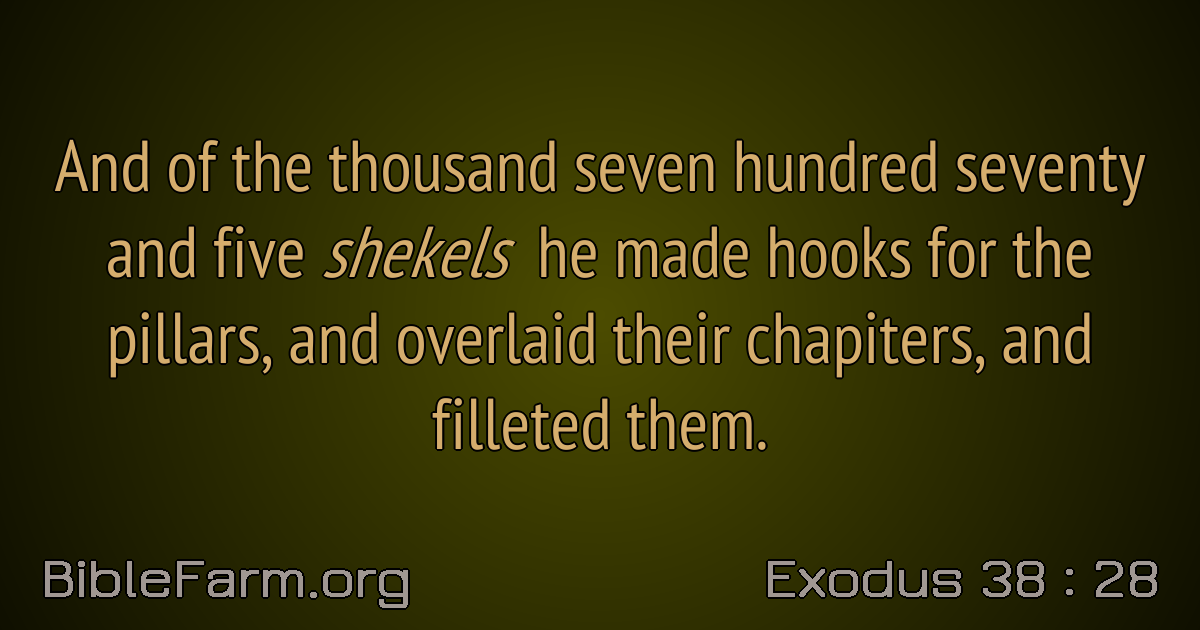 And of the thousand seven hundred seventy
and five shekels he made hooks for the
pillars, and overlaid their chapiters, and
filleted them.
BibleFarm.org
Exodus 38 : 28